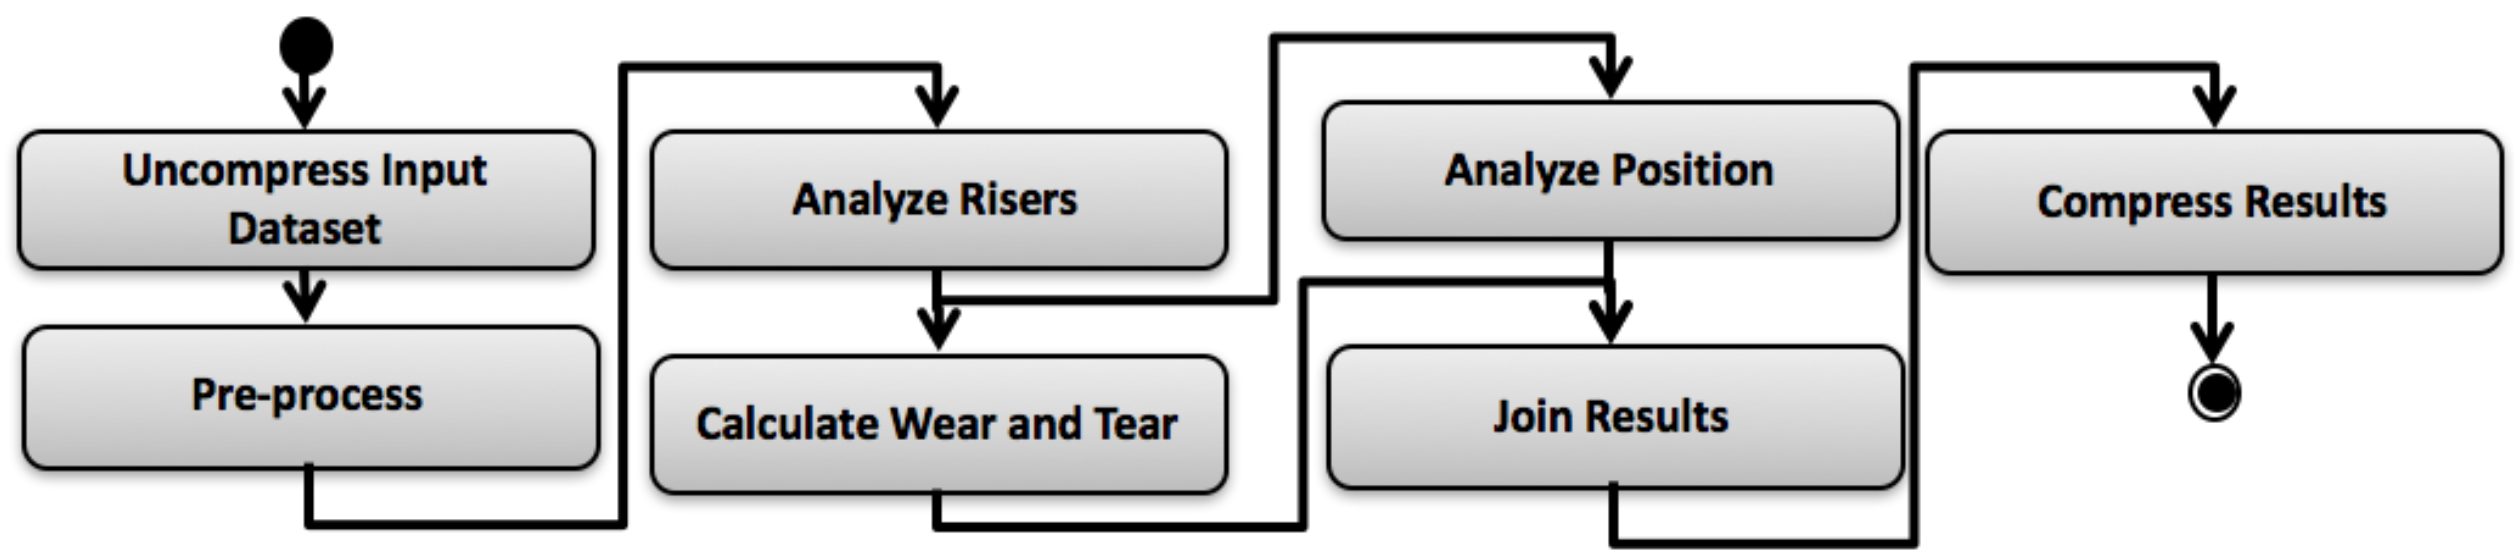 Uncompress Input
Dataset
Pre-process
Analyze Risers
Calculate Wear and Tear
Analyze Position
Join Results
Compress Results